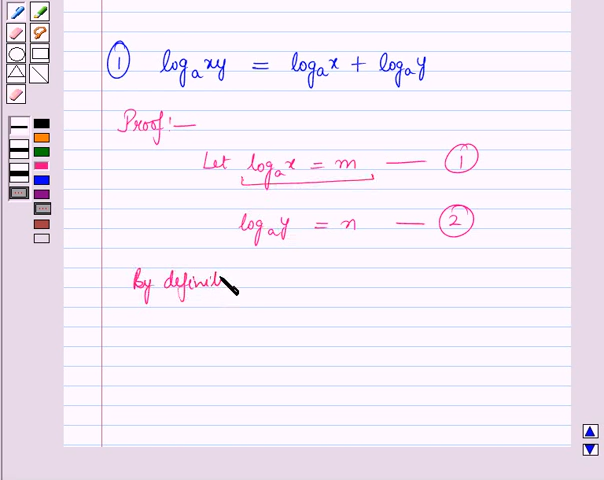 ① logₐxy = logₐx + logₐy
Proof:—
Let logₐx = m — ①
logₐy = n — ②
By definit